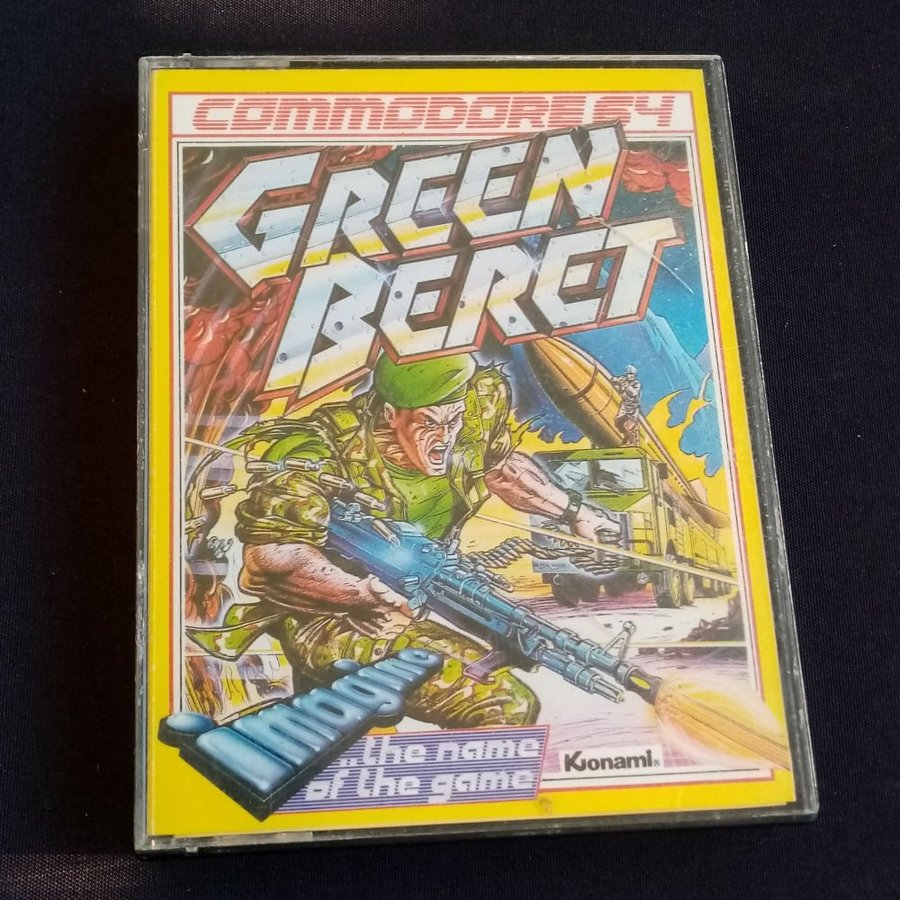 COMMODORE 64
GREEN
BERET
imagine
...the name
of the game
Konami®